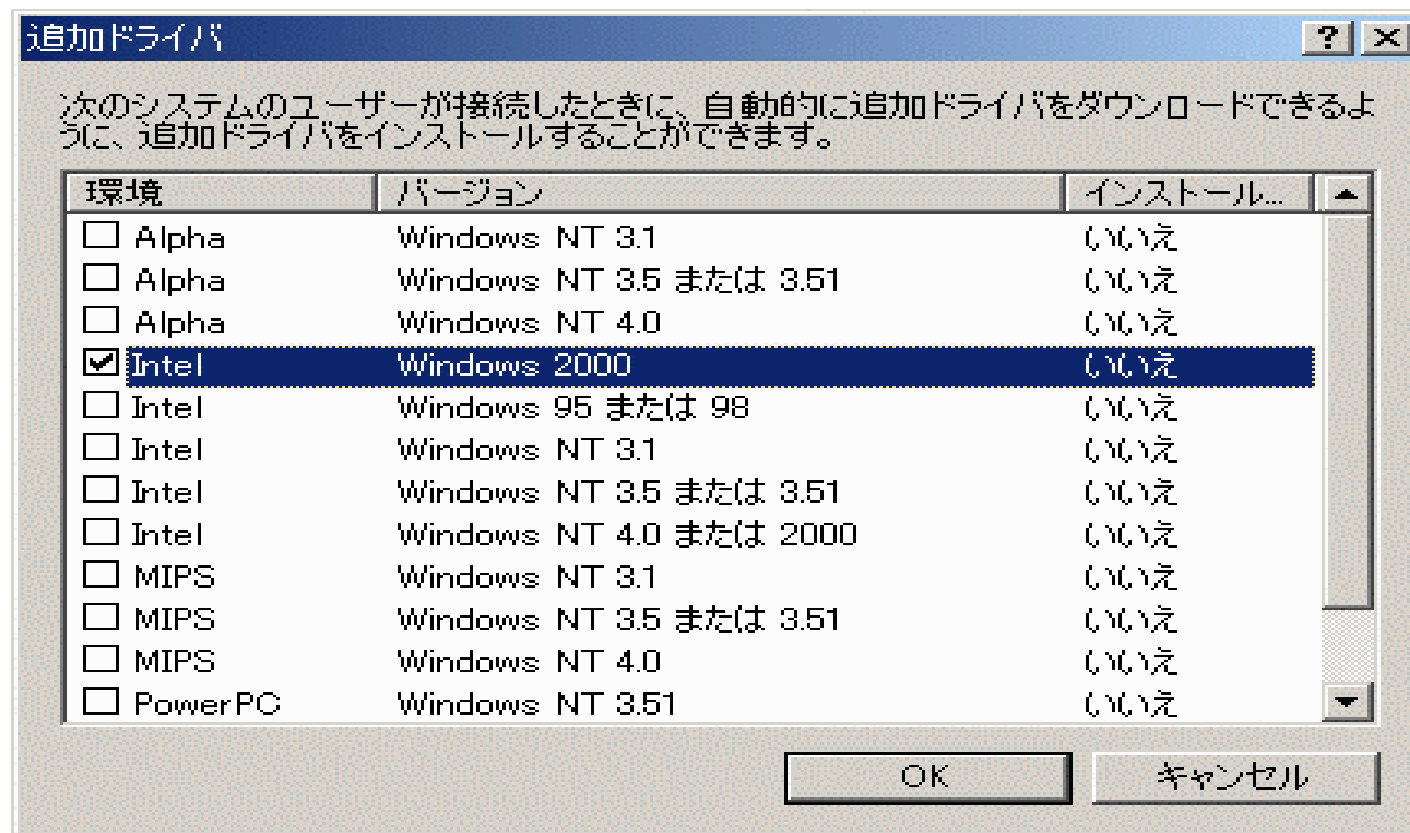 追加ドライバ
次のシステムのユーザーが接続したときに、自動的に追加ドライバをダウンロードできるよ
うに、追加ドライバをインストールすることができます。
環境 バージョン インストール...
Alpha Windows NT 3.1 いいえ
Alpha Windows NT 3.5 または 3.51 いいえ
Alpha Windows NT 4.0 いいえ
Intel Windows 2000 いいえ
Intel Windows 95 または 98 いいえ
Intel Windows NT 3.1 いいえ
Intel Windows NT 3.5 または 3.51 いいえ
Intel Windows NT 4.0 または 2000 いいえ
MIPS Windows NT 3.1 いいえ
MIPS Windows NT 3.5 または 3.51 いいえ
MIPS Windows NT 4.0 いいえ
PowerPC Windows NT 3.51 いいえ
OK キャンセル